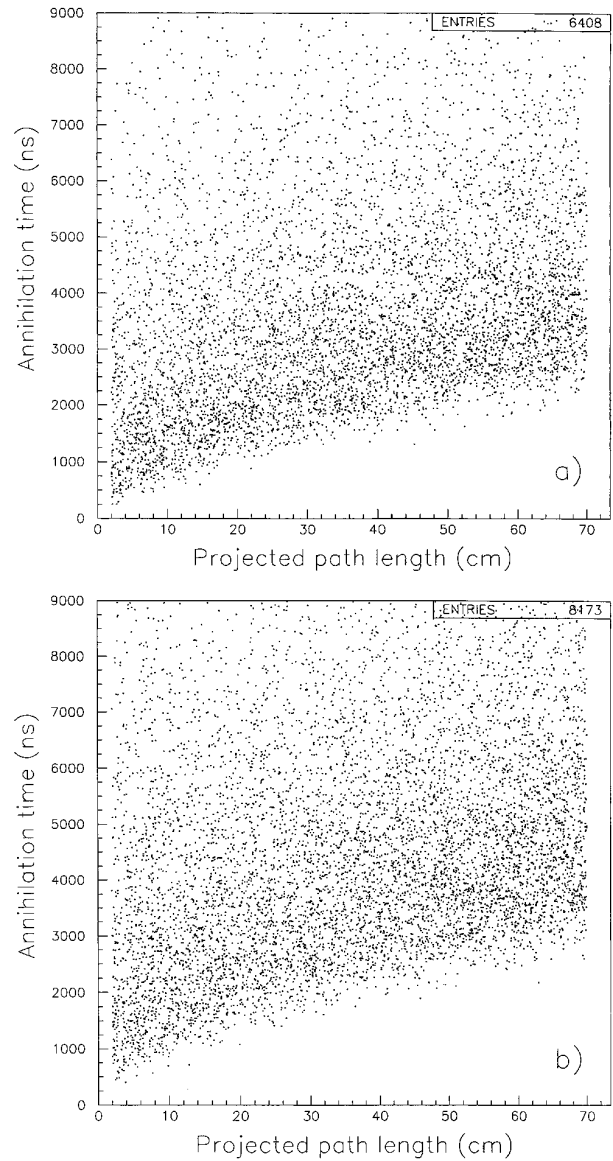 ENTRIES 6408
9000
8000
7000
6000
5000
4000
3000
2000
1000
0
Annihilation time (ns)
a)
0 10 20 30 40 50 60 70
Projected path length (cm)
ENTRIES 8173
9000
8000
7000
6000
5000
4000
3000
2000
1000
0
Annihilation time (ns)
b)
0 10 20 30 40 50 60 70
Projected path length (cm)